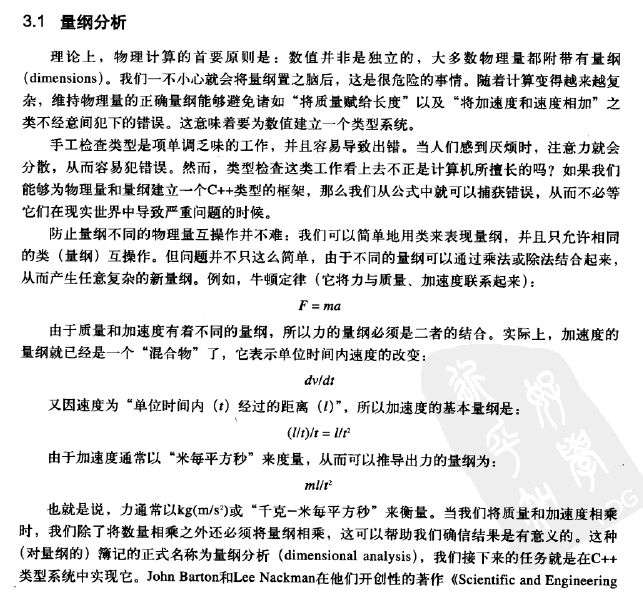 3.1 量纲分析
理论上，物理计算的首要原则是：数值并非是独立的，大多数物理量都附带有量纲
(dimensions)。我们一不小心就会将量纲置之脑后，这是很危险的事情。随着计算变得越来越复
杂，维持物理量的正确量纲能够避免诸如“将质量赋给长度”以及“将加速度和速度相加”之
类不经意间犯下的错误。这意味着要为数值建立一个类型系统。
手工检查类型是项单调乏味的工作，并且容易导致出错。当人们感到厌烦时，注意力就会
分散，从而容易犯错误。然而，类型检查这类工作看上去不正是计算机所擅长的吗？如果我们
能够为物理量和量纲建立一个C++类型的框架，那么我们从公式中就可以捕获错误，从而不必等
它们在现实世界中导致严重问题的时候。
防止量纲不同的物理量互操作并不难：我们可以简单地用类来表现量纲，并且只允许相同
的类（量纲）互操作。但问题并不只这么简单，由于不同的量纲可以通过乘法或除法结合起来，
从而产生任意复杂的新量纲。例如，牛顿定律（它将力与质量、加速度联系起来）：
F = ma
由于质量和加速度有着不同的量纲，所以力的量纲必须是二者的结合。实际上，加速度的
量纲就已经是一个“混合物”了，它表示单位时间内速度的改变：
dv/dt
又因速度为“单位时间内（t）经过的距离（l）”，所以加速度的基本量纲是：
(l/t)/t = l/t²
由于加速度通常以“米每平方秒”来度量，从而可以推导出力的量纲为：
ml/t²
也就是说，力通常以kg(m/s²)或“千克－米每平方秒”来衡量。当我们将质量和加速度相乘
时，我们除了将数量相乘之外还必须将量纲相乘，这可以帮助我们确信结果是有意义的。这种
（对量纲的）簿记的正式名称为量纲分析（dimensional analysis），我们接下来的任务就是在C++
类型系统中实现它。John Barton和Lee Nackman在他们开创性的著作《Scientific and Engineering